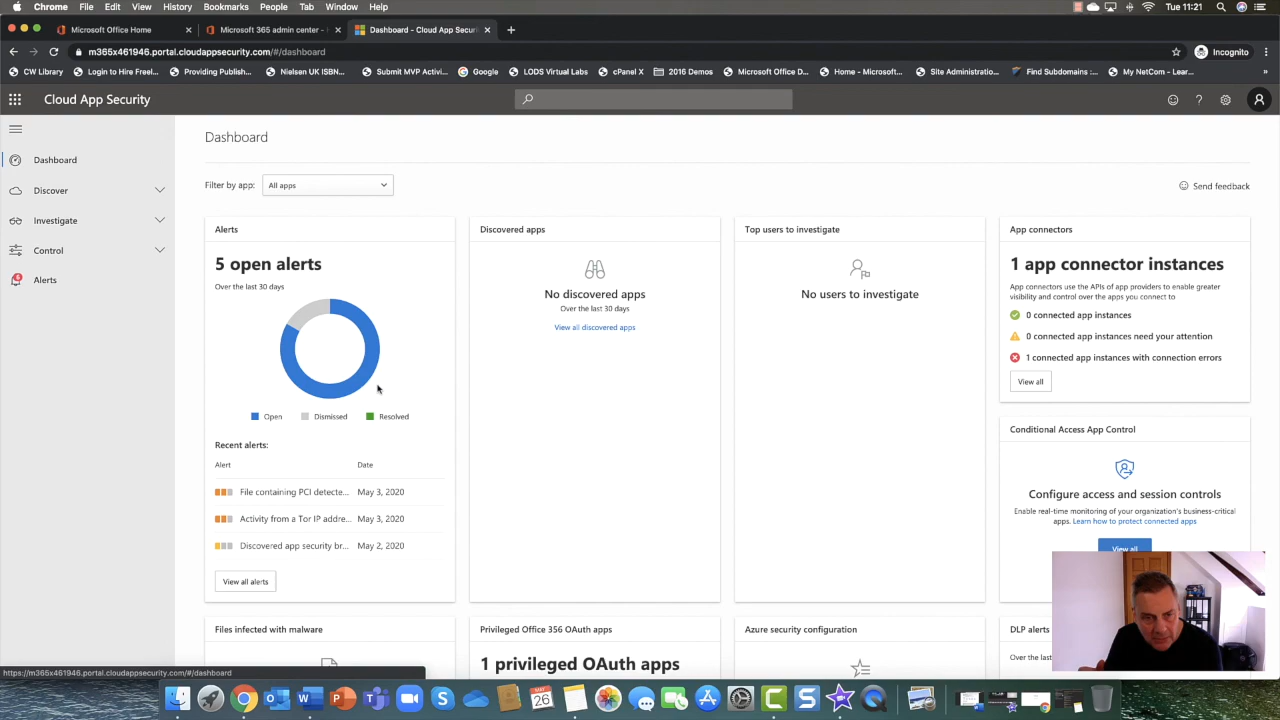 Chrome File Edit View History Bookmarks People Tab Window Help Tue 11:21
Microsoft Office Home × Microsoft 365 admin center - × Dashboard - Cloud App Securi × +
m365x461946.portal.cloudappsecurity.com/#/dashboard Incognito
CW Library Login to Hire Freel... Providing Publish... Nielsen UK ISBN... Submit MVP Activi... Google LODS Virtual Labs cPanel X 2016 Demos Microsoft Office D... Home - Microsoft... Site Administratio... Find Subdomains :... My NetCom - Lear... »
Cloud App Security
Dashboard
Filter by app: All apps
Send feedback
Dashboard
Discover
Investigate
Control
Alerts
Alerts
5 open alerts
Over the last 30 days
Open Dismissed Resolved
Recent alerts:
Alert Date
File containing PCI detecte... May 3, 2020
Activity from a Tor IP addre... May 3, 2020
Discovered app security br... May 2, 2020
View all alerts
Discovered apps
No discovered apps
Over the last 30 days
View all discovered apps
Top users to investigate
No users to investigate
App connectors
1 app connector instances
App connectors use the APIs of app providers to enable greater
visibility and control over the apps you connect to
0 connected app instances
0 connected app instances need your attention
1 connected app instances with connection errors
View all
Conditional Access App Control
Configure access and session controls
Enable real-time monitoring of your organization's business-critical
apps. Learn how to protect connected apps
View all
Files infected with malware
Privileged Office 356 OAuth apps
1 privileged OAuth apps
Azure security configuration
DLP alerts
Over the last
https://m365x461946.portal.cloudappsecurity.com/#/dashboard
MAY
26